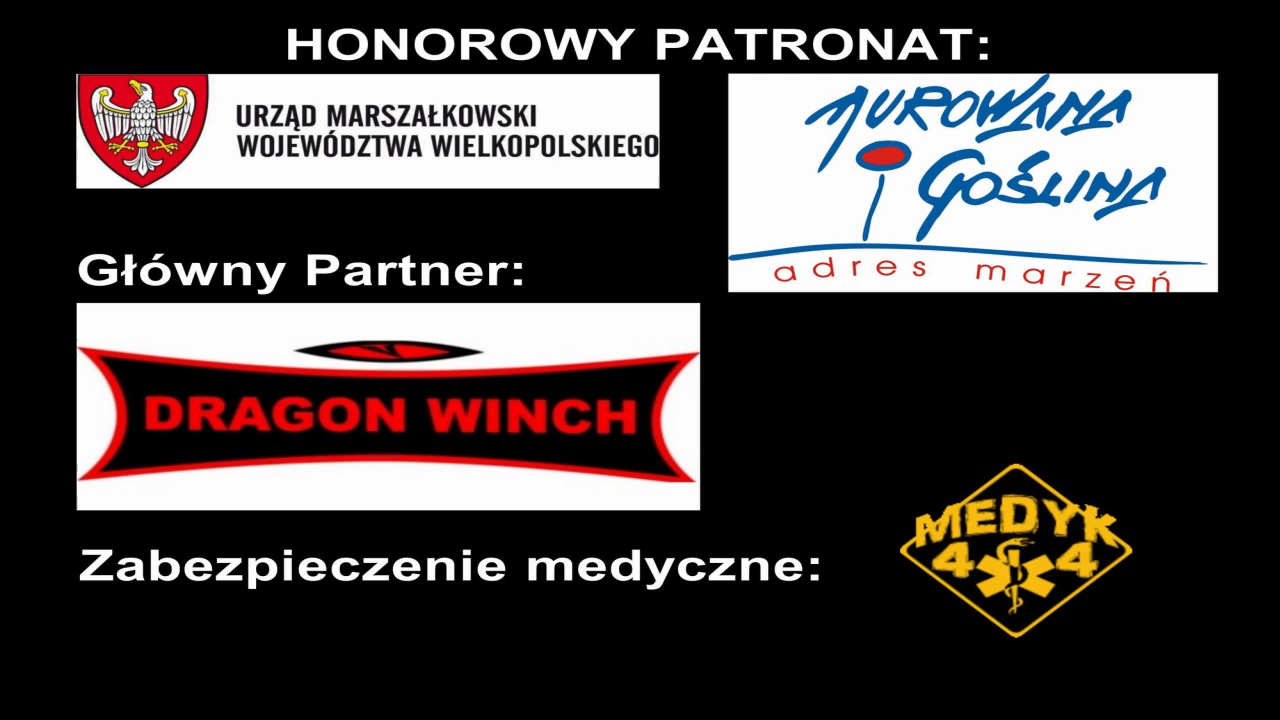 HONOROWY PATRONAT:
URZĄD MARSZAŁKOWSKI
WOJEWÓDZTWA WIELKOPOLSKIEGO
MUROWANA
GOŚLINA
adres marzeń
Główny Partner:
DRAGON WINCH
Zabezpieczenie medyczne:
MEDYK
4 4